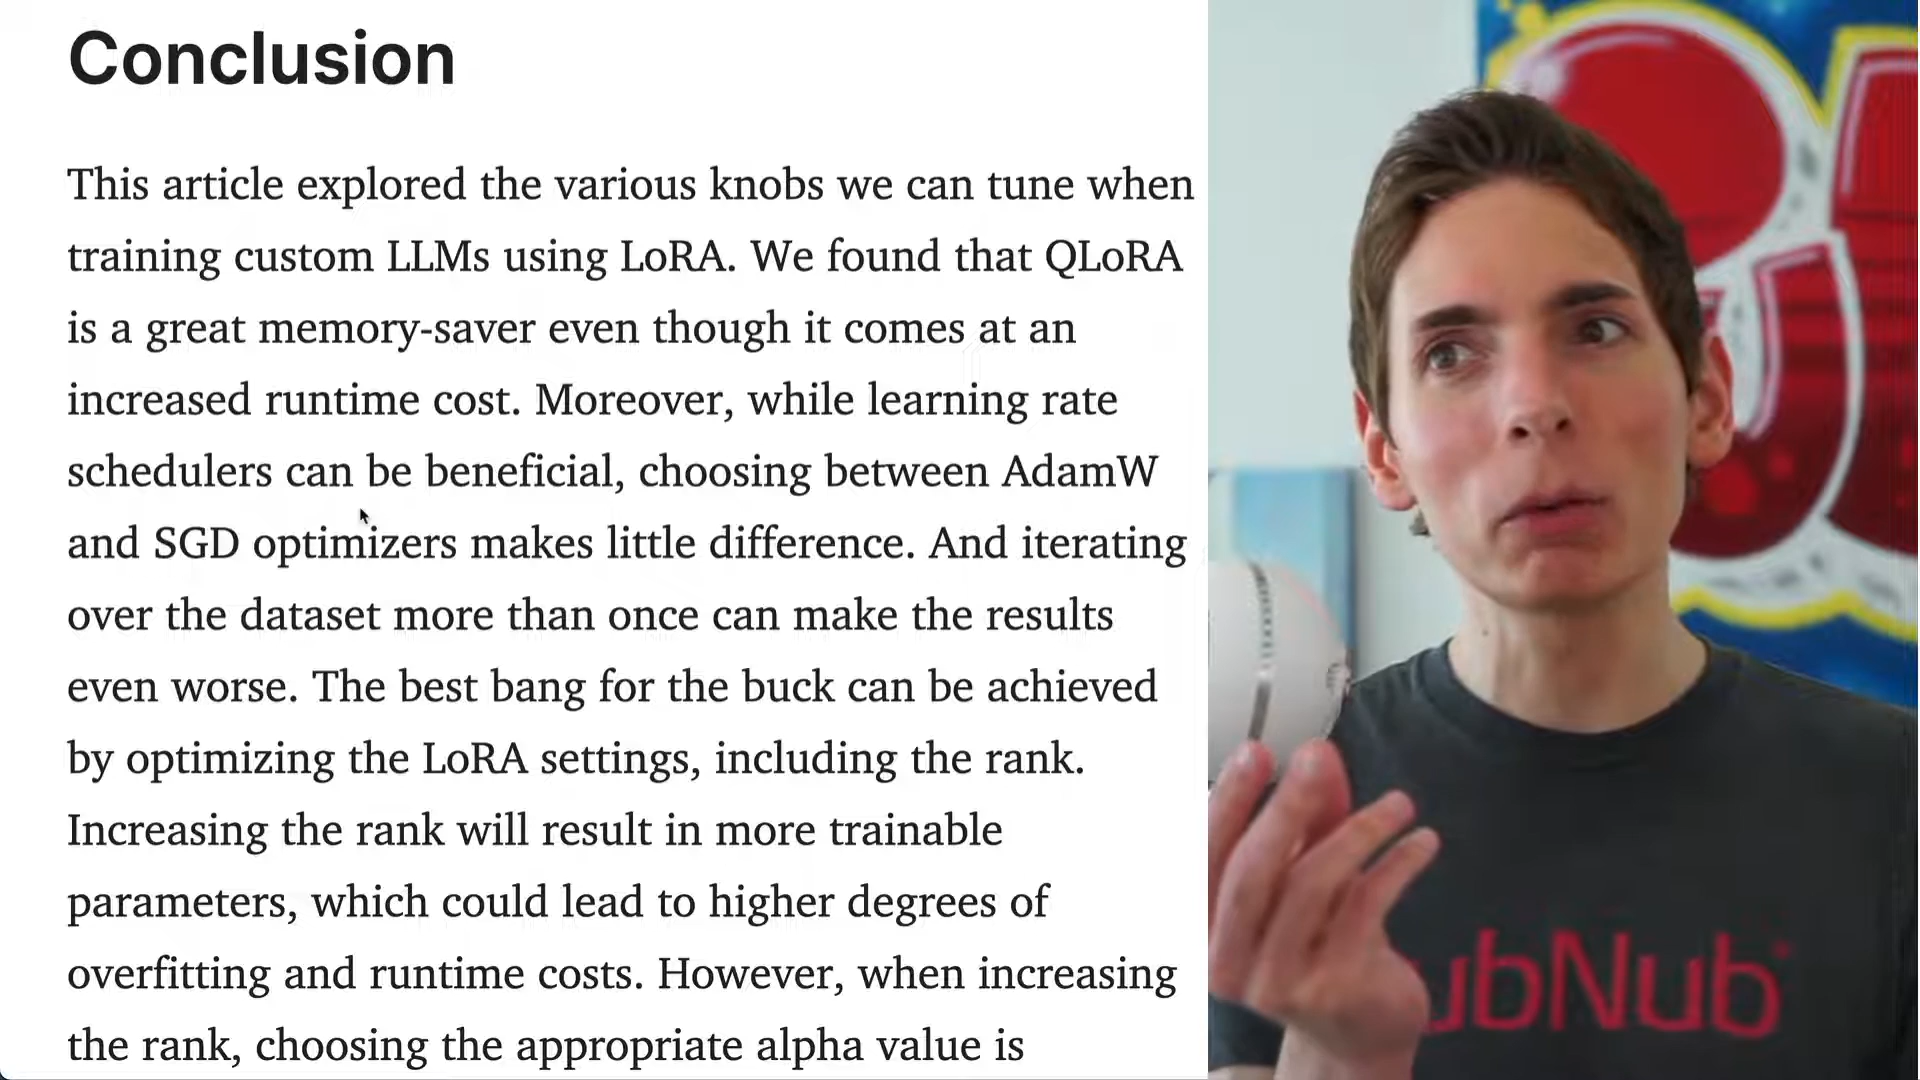 Conclusion
This article explored the various knobs we can tune when
training custom LLMs using LoRA. We found that QLoRA
is a great memory-saver even though it comes at an
increased runtime cost. Moreover, while learning rate
schedulers can be beneficial, choosing between AdamW
and SGD optimizers makes little difference. And iterating
over the dataset more than once can make the results
even worse. The best bang for the buck can be achieved
by optimizing the LoRA settings, including the rank.
Increasing the rank will result in more trainable
parameters, which could lead to higher degrees of
overfitting and runtime costs. However, when increasing
the rank, choosing the appropriate alpha value is
ubNub